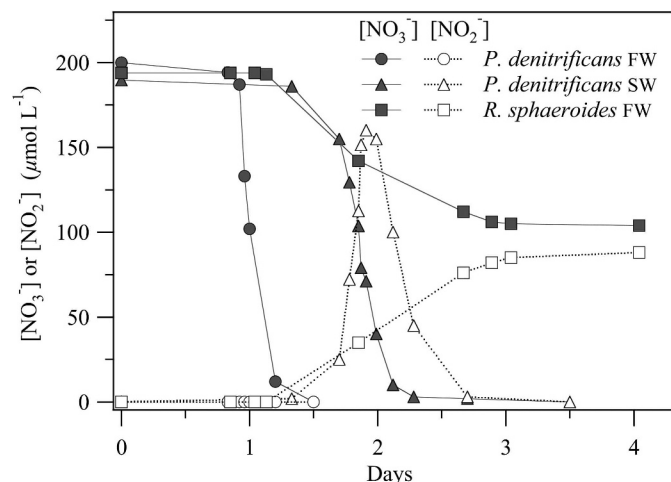 [NO₃⁻] [NO₂⁻]
P. denitrificans FW
P. denitrificans SW
R. sphaeroides FW
[NO₃⁻] or [NO₂⁻] (μmol L⁻¹)
200
150
100
50
0
0 1 2 3 4
Days